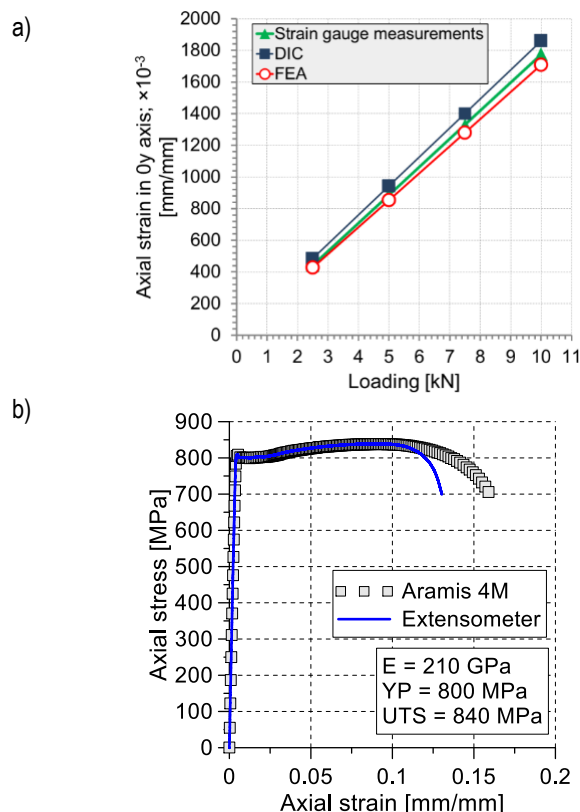 a)
Axial strain in 0y axis; ×10⁻³
[mm/mm]
2000
1800
1600
1400
1200
1000
800
600
400
200
0
Strain gauge measurements
DIC
FEA
0 1 2 3 4 5 6 7 8 9 10 11
Loading [kN]
b)
Axial stress [MPa]
900
800
700
600
500
400
300
200
100
0
Aramis 4M
Extensometer
E = 210 GPa
YP = 800 MPa
UTS = 840 MPa
0 0.05 0.1 0.15 0.2
Axial strain [mm/mm]